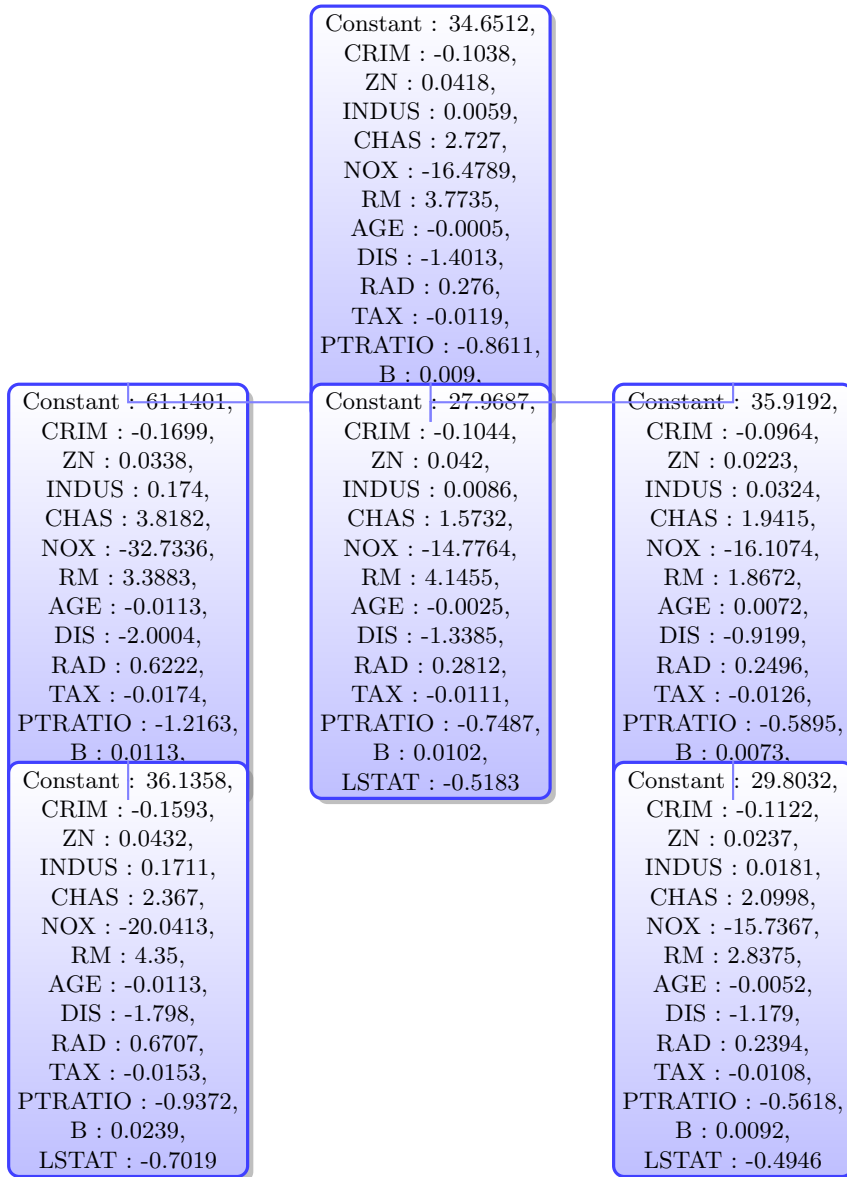 Constant : 34.6512,
CRIM : -0.1038,
ZN : 0.0418,
INDUS : 0.0059,
CHAS : 2.727,
NOX : -16.4789,
RM : 3.7735,
AGE : -0.0005,
DIS : -1.4013,
RAD : 0.276,
TAX : -0.0119,
PTRATIO : -0.8611,
B : 0.009,
Constant : 61.1401,
CRIM : -0.1699,
ZN : 0.0338,
INDUS : 0.174,
CHAS : 3.8182,
NOX : -32.7336,
RM : 3.3883,
AGE : -0.0113,
DIS : -2.0004,
RAD : 0.6222,
TAX : -0.0174,
PTRATIO : -1.2163,
B : 0.0113,
Constant : 27.9687,
CRIM : -0.1044,
ZN : 0.042,
INDUS : 0.0086,
CHAS : 1.5732,
NOX : -14.7764,
RM : 4.1455,
AGE : -0.0025,
DIS : -1.3385,
RAD : 0.2812,
TAX : -0.0111,
PTRATIO : -0.7487,
B : 0.0102,
LSTAT : -0.5183
Constant : 35.9192,
CRIM : -0.0964,
ZN : 0.0223,
INDUS : 0.0324,
CHAS : 1.9415,
NOX : -16.1074,
RM : 1.8672,
AGE : 0.0072,
DIS : -0.9199,
RAD : 0.2496,
TAX : -0.0126,
PTRATIO : -0.5895,
B : 0.0073,
Constant : 36.1358,
CRIM : -0.1593,
ZN : 0.0432,
INDUS : 0.1711,
CHAS : 2.367,
NOX : -20.0413,
RM : 4.35,
AGE : -0.0113,
DIS : -1.798,
RAD : 0.6707,
TAX : -0.0153,
PTRATIO : -0.9372,
B : 0.0239,
LSTAT : -0.7019
Constant : 29.8032,
CRIM : -0.1122,
ZN : 0.0237,
INDUS : 0.0181,
CHAS : 2.0998,
NOX : -15.7367,
RM : 2.8375,
AGE : -0.0052,
DIS : -1.179,
RAD : 0.2394,
TAX : -0.0108,
PTRATIO : -0.5618,
B : 0.0092,
LSTAT : -0.4946